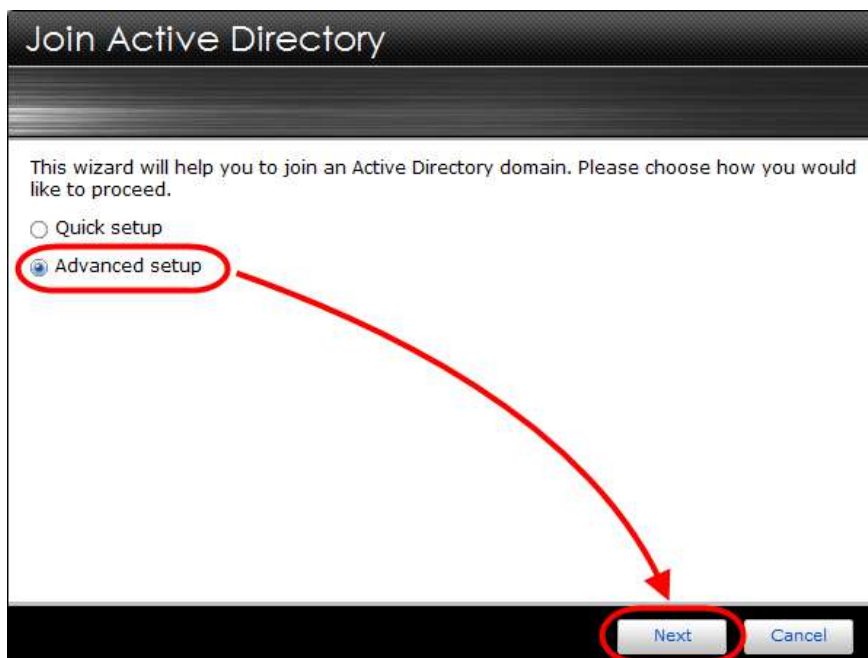 Join Active Directory
This wizard will help you to join an Active Directory domain. Please choose how you would
like to proceed.
Quick setup
Advanced setup
Next Cancel